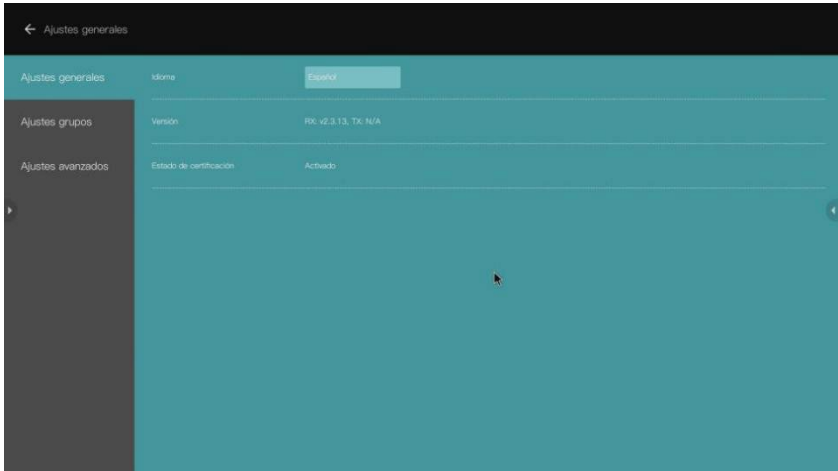 Ajustes generales
Ajustes generales
Idioma Español
Ajustes grupos
Versión RX: v2.3.13, TX: N/A
Ajustes avanzados
Estado de certificación Activado